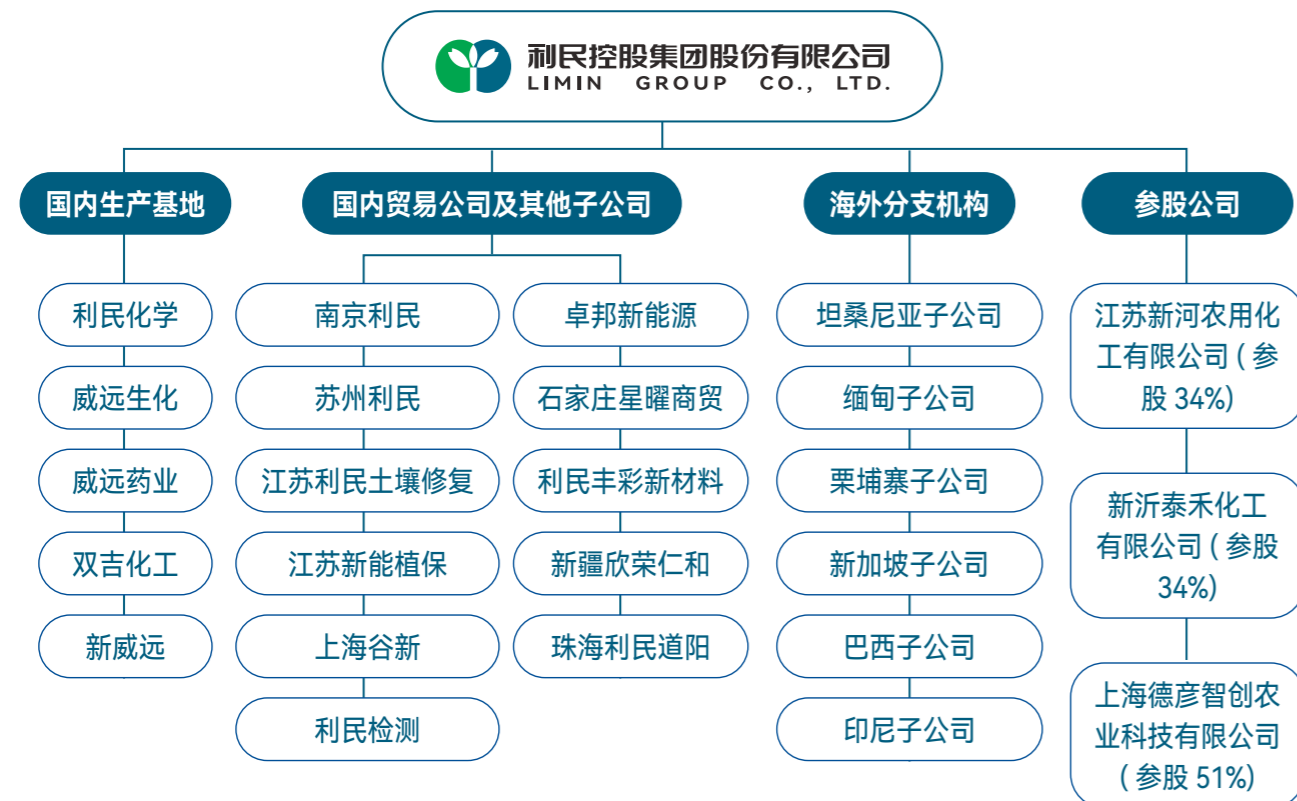 利民控股集团股份有限公司
LIMIN GROUP CO., LTD.
国内生产基地
利民化学
威远生化
威远药业
双吉化工
新威远
国内贸易公司及其他子公司
南京利民
苏州利民
江苏利民土壤修复
江苏新能植保
上海谷新
利民检测
卓邦新能源
石家庄星曜商贸
利民丰彩新材料
新疆欣荣仁和
珠海利民道阳
海外分支机构
坦桑尼亚子公司
缅甸子公司
栗埔寨子公司
新加坡子公司
巴西子公司
印尼子公司
参股公司
江苏新河农用化
工有限公司 ( 参
股 34%)
新沂泰禾化工
有限公司 ( 参股
34%)
上海德彦智创农
业科技有限公司
( 参股 51%)